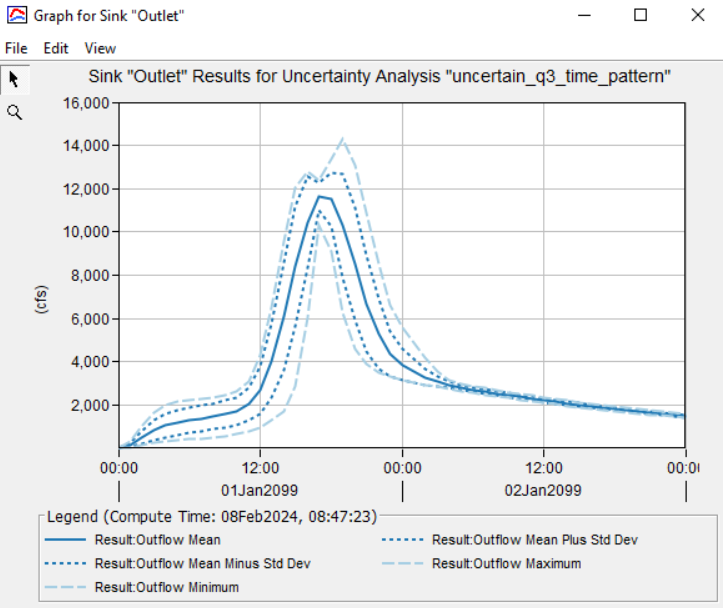 Graph for Sink "Outlet"
File Edit View
Sink "Outlet" Results for Uncertainty Analysis "uncertain_q3_time_pattern"
16,000
14,000
12,000
10,000
8,000
6,000
4,000
2,000
(cfs)
00:00 12:00 00:00 12:00 00:0
01Jan2099 02Jan2099
Legend (Compute Time: 08Feb2024, 08:47:23)
Result:Outflow Mean Result:Outflow Mean Plus Std Dev
Result:Outflow Mean Minus Std Dev Result:Outflow Maximum
Result:Outflow Minimum